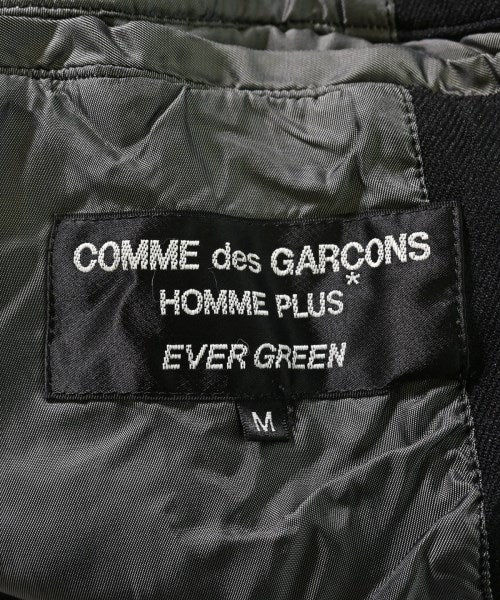 COMME des GARÇONS
HOMME PLUS*
EVER GREEN
M